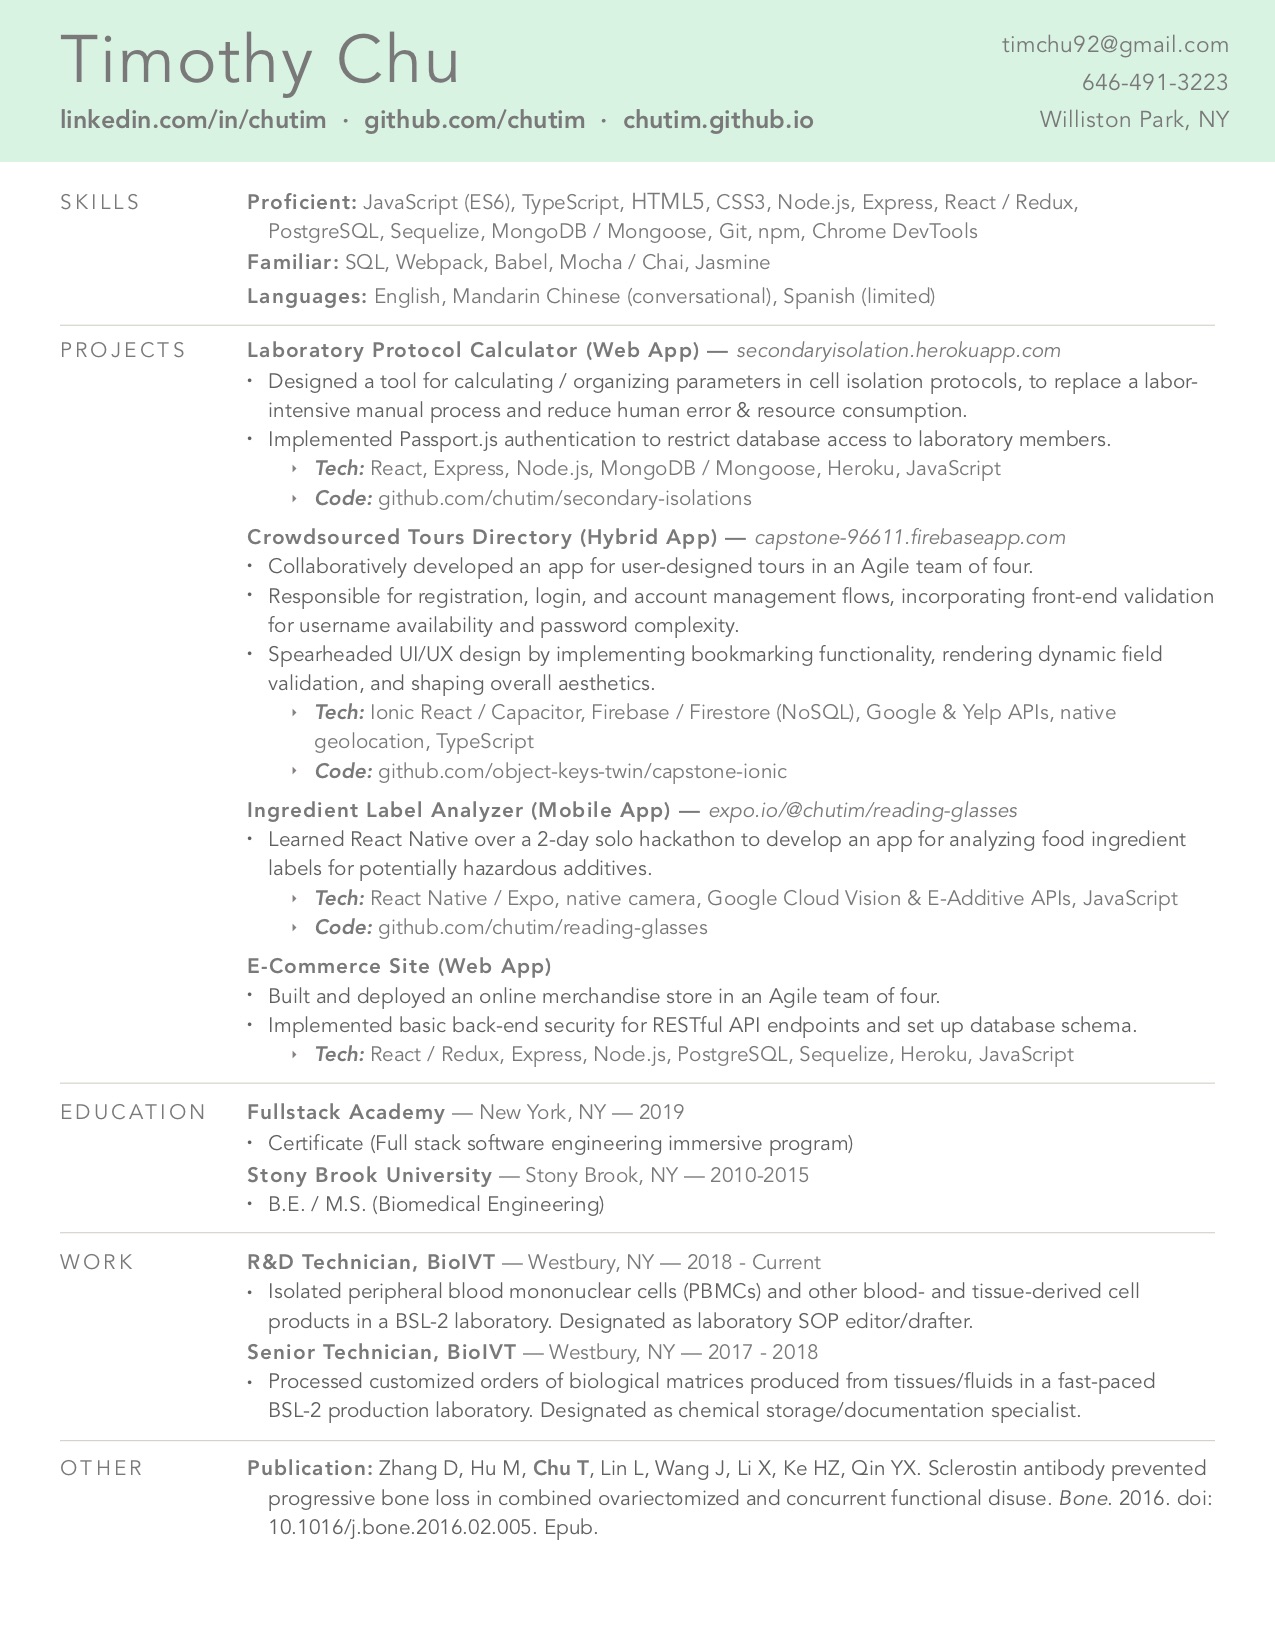 Timothy Chu
linkedin.com/in/chutim · github.com/chutim · chutim.github.io
timchu92@gmail.com
646-491-3223
Williston Park, NY
SKILLS
Proficient: JavaScript (ES6), TypeScript, HTML5, CSS3, Node.js, Express, React / Redux,
PostgreSQL, Sequelize, MongoDB / Mongoose, Git, npm, Chrome DevTools
Familiar: SQL, Webpack, Babel, Mocha / Chai, Jasmine
Languages: English, Mandarin Chinese (conversational), Spanish (limited)
PROJECTS
Laboratory Protocol Calculator (Web App) — secondaryisolation.herokuapp.com
• Designed a tool for calculating / organizing parameters in cell isolation protocols, to replace a labor-
intensive manual process and reduce human error & resource consumption.
• Implemented Passport.js authentication to restrict database access to laboratory members.
‣ Tech: React, Express, Node.js, MongoDB / Mongoose, Heroku, JavaScript
‣ Code: github.com/chutim/secondary-isolations
Crowdsourced Tours Directory (Hybrid App) — capstone-96611.firebaseapp.com
• Collaboratively developed an app for user-designed tours in an Agile team of four.
• Responsible for registration, login, and account management flows, incorporating front-end validation
for username availability and password complexity.
• Spearheaded UI/UX design by implementing bookmarking functionality, rendering dynamic field
validation, and shaping overall aesthetics.
‣ Tech: Ionic React / Capacitor, Firebase / Firestore (NoSQL), Google & Yelp APIs, native
geolocation, TypeScript
‣ Code: github.com/object-keys-twin/capstone-ionic
Ingredient Label Analyzer (Mobile App) — expo.io/@chutim/reading-glasses
• Learned React Native over a 2-day solo hackathon to develop an app for analyzing food ingredient
labels for potentially hazardous additives.
‣ Tech: React Native / Expo, native camera, Google Cloud Vision & E-Additive APIs, JavaScript
‣ Code: github.com/chutim/reading-glasses
E-Commerce Site (Web App)
• Built and deployed an online merchandise store in an Agile team of four.
• Implemented basic back-end security for RESTful API endpoints and set up database schema.
‣ Tech: React / Redux, Express, Node.js, PostgreSQL, Sequelize, Heroku, JavaScript
EDUCATION
Fullstack Academy — New York, NY — 2019
• Certificate (Full stack software engineering immersive program)
Stony Brook University — Stony Brook, NY — 2010-2015
• B.E. / M.S. (Biomedical Engineering)
WORK
R&D Technician, BioIVT — Westbury, NY — 2018 - Current
• Isolated peripheral blood mononuclear cells (PBMCs) and other blood- and tissue-derived cell
products in a BSL-2 laboratory. Designated as laboratory SOP editor/drafter.
Senior Technician, BioIVT — Westbury, NY — 2017 - 2018
• Processed customized orders of biological matrices produced from tissues/fluids in a fast-paced
BSL-2 production laboratory. Designated as chemical storage/documentation specialist.
OTHER
Publication: Zhang D, Hu M, Chu T, Lin L, Wang J, Li X, Ke HZ, Qin YX. Sclerostin antibody prevented
progressive bone loss in combined ovariectomized and concurrent functional disuse. Bone. 2016. doi:
10.1016/j.bone.2016.02.005. Epub.